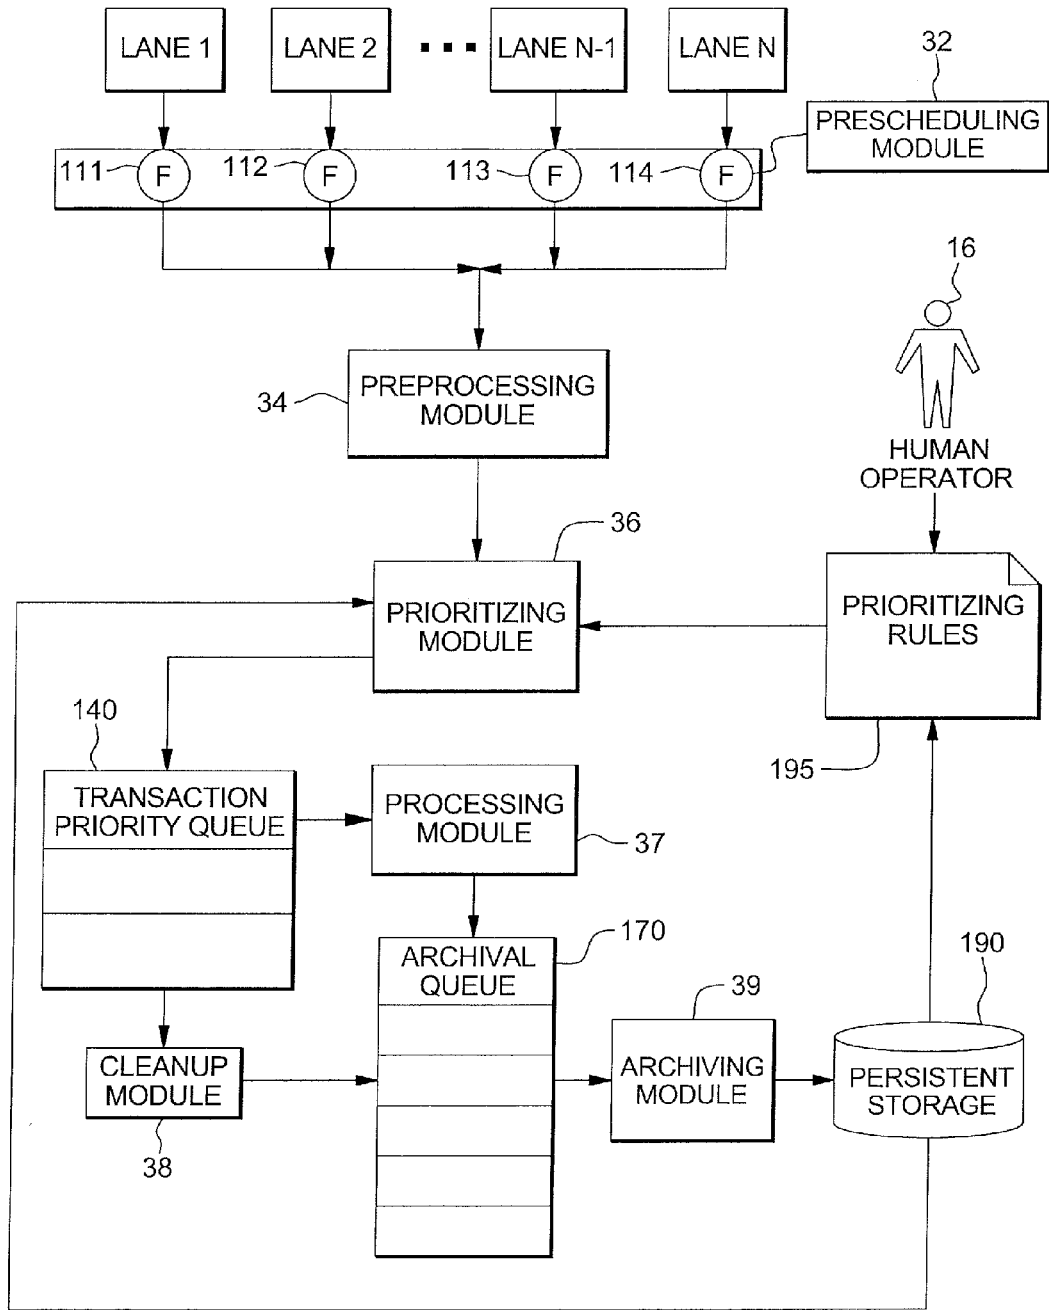 LANE 1
LANE 2
LANE N-1
LANE N
32
PRESCHEDULING
MODULE
111
F
112
F
113
F
114
F
16
34
PREPROCESSING
MODULE
HUMAN
OPERATOR
36
PRIORITIZING
MODULE
PRIORITIZING
RULES
140
195
TRANSACTION
PRIORITY QUEUE
PROCESSING
MODULE
37
170
ARCHIVAL
QUEUE
190
39
CLEANUP
MODULE
ARCHIVING
MODULE
PERSISTENT
STORAGE
38